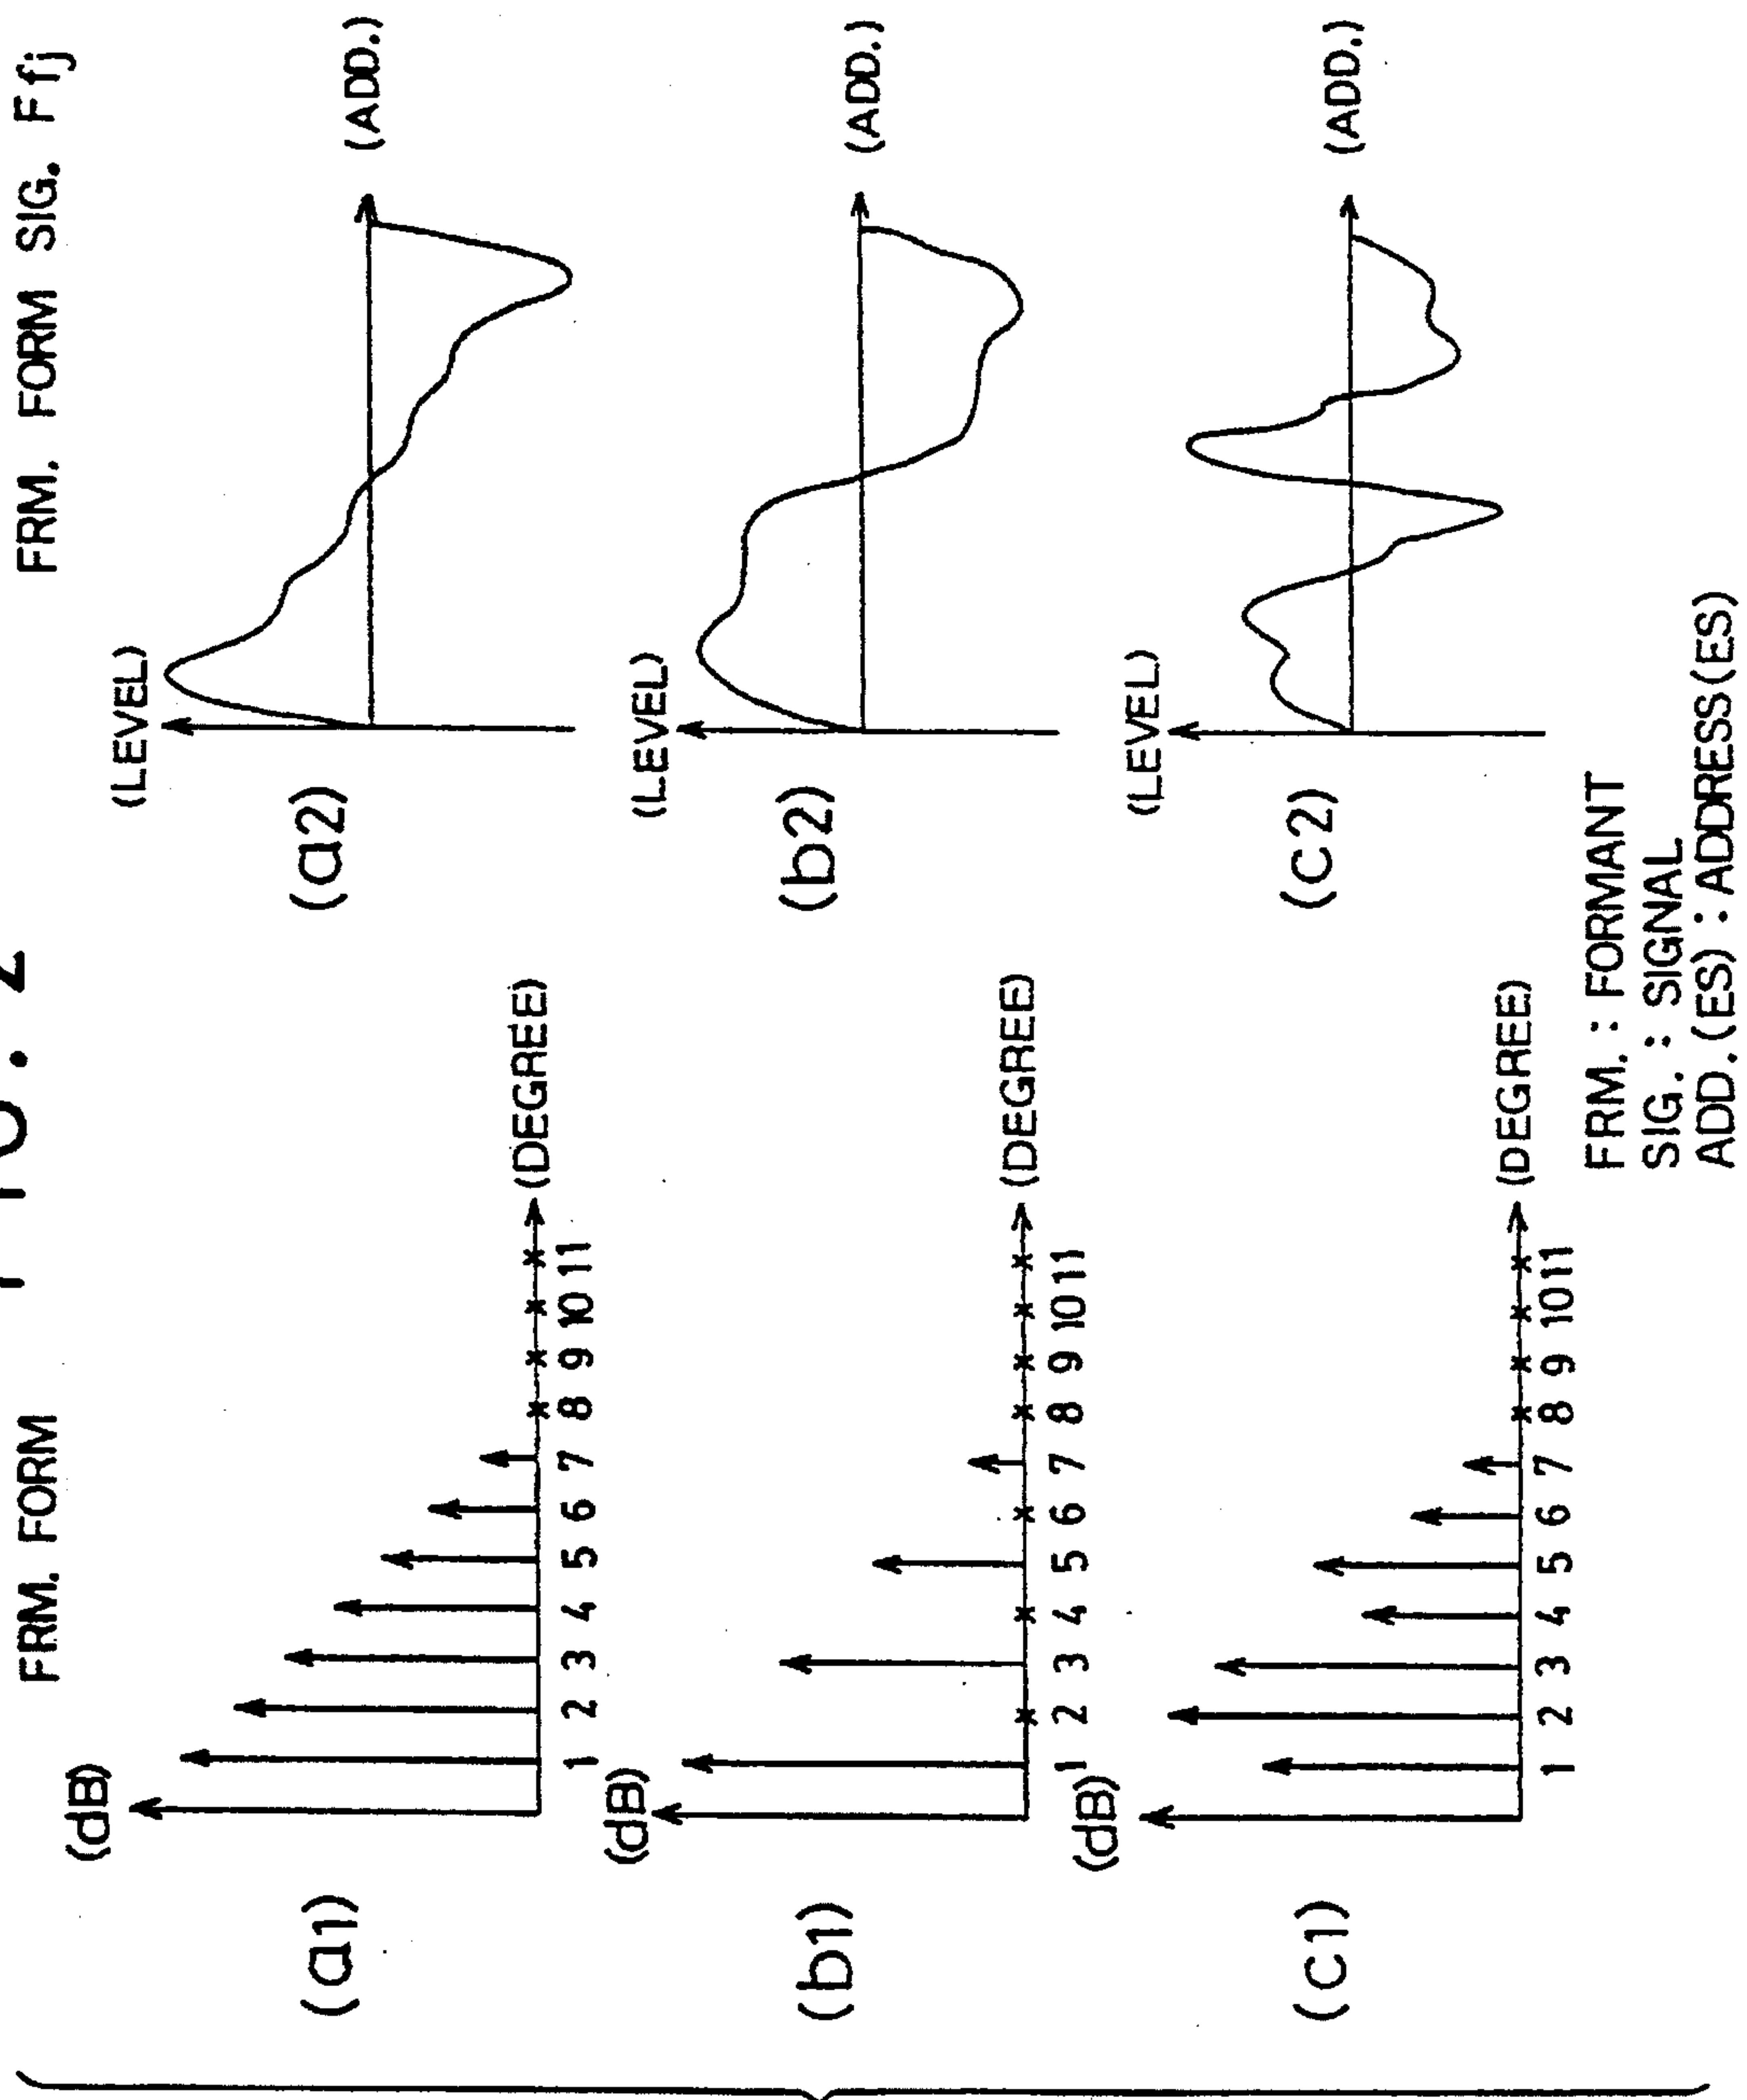 FIG. 2
FRM. FORM
FRM. FORM SIG. Ffj
(a1)
(dB)
1 2 3 4 5 6 7 8 9 10 11
(DEGREE)
(a2)
(LEVEL)
(ADD.)
(b1)
(dB)
1 2 3 4 5 6 7 8 9 10 11
(DEGREE)
(b2)
(LEVEL)
(ADD.)
(c1)
(dB)
1 2 3 4 5 6 7 8 9 10 11
(DEGREE)
(c2)
(LEVEL)
(ADD.)
FRM. : FORMANT
SIG. : SIGNAL
ADD.(ES) : ADDRESS(ES)